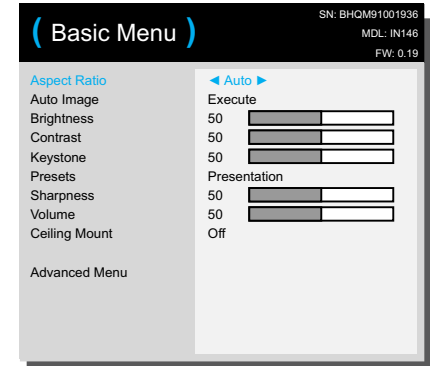 SN: BHQM91001936
( Basic Menu )
MDL: IN146
FW: 0.19
Aspect Ratio ◄ Auto ►
Auto Image Execute
Brightness 50
Contrast 50
Keystone 50
Presets Presentation
Sharpness 50
Volume 50
Ceiling Mount Off
Advanced Menu